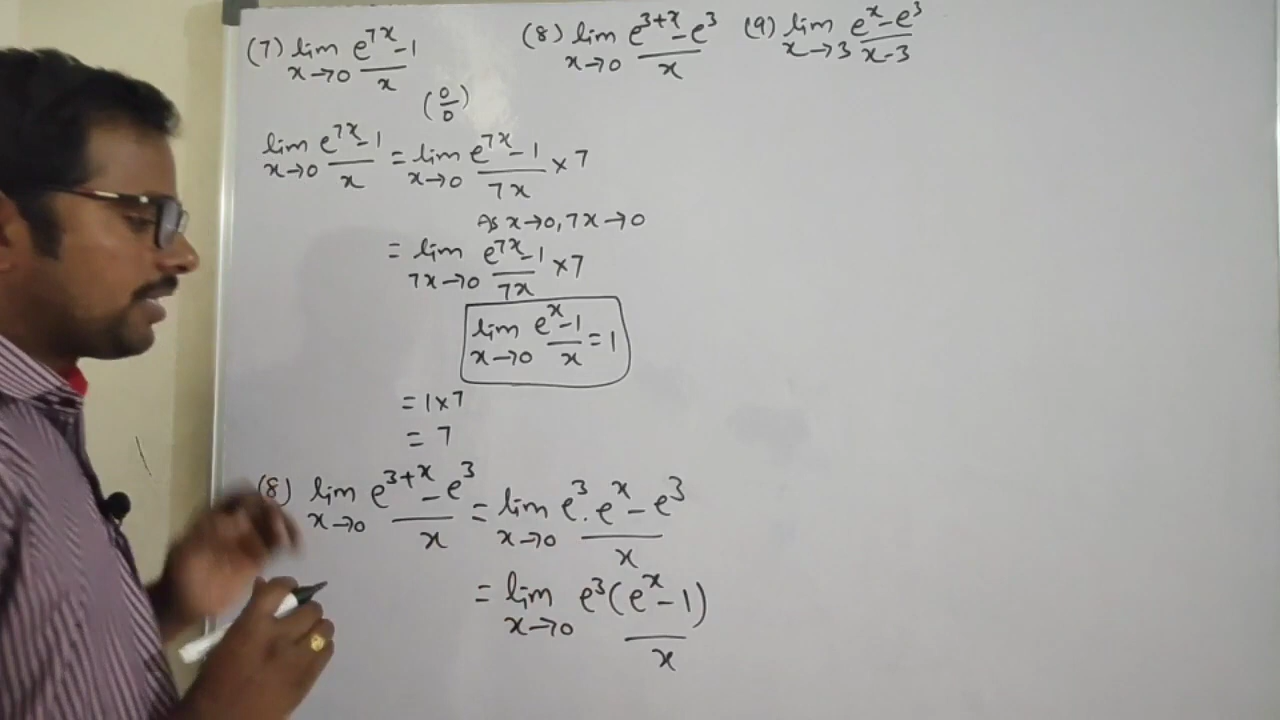 (7) lim x→0 e^{7x}-1 / x (8) lim x→0 e^{3+x}-e^3 / x (9) lim x→3 e^x-e^3 / x-3
(0/0)
lim x→0 e^{7x}-1 / x = lim x→0 e^{7x}-1 / 7x × 7
As x→0, 7x→0
= lim 7x→0 e^{7x}-1 / 7x × 7
lim x→0 e^x-1 / x = 1
= 1×7
= 7
(8) lim x→0 e^{3+x}-e^3 / x = lim x→0 e^3.e^x-e^3 / x
= lim x→0 e^3(e^x-1) / x